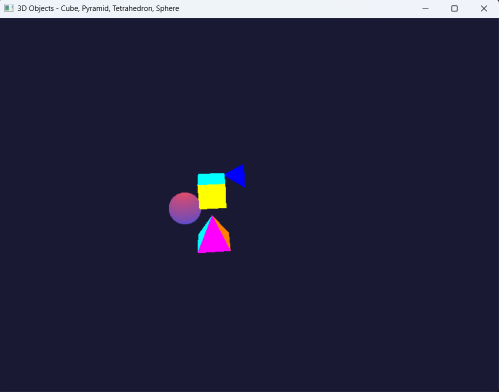 3D Objects - Cube, Pyramid, Tetrahedron, Sphere